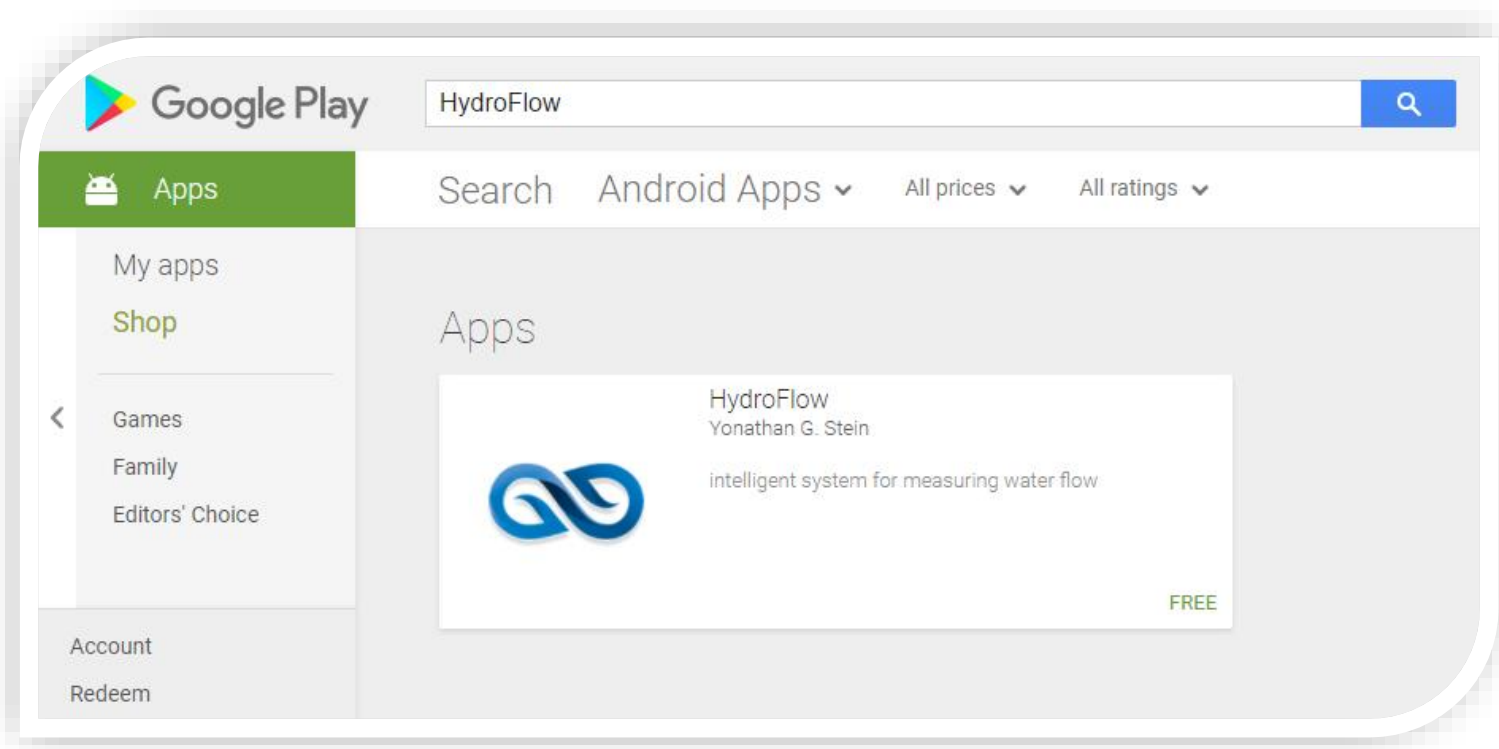 Google Play
HydroFlow
Apps
Search Android Apps All prices All ratings
My apps
Shop
Games
Family
Editors' Choice
Account
Redeem
Apps
HydroFlow
Yonathan G. Stein
intelligent system for measuring water flow
FREE